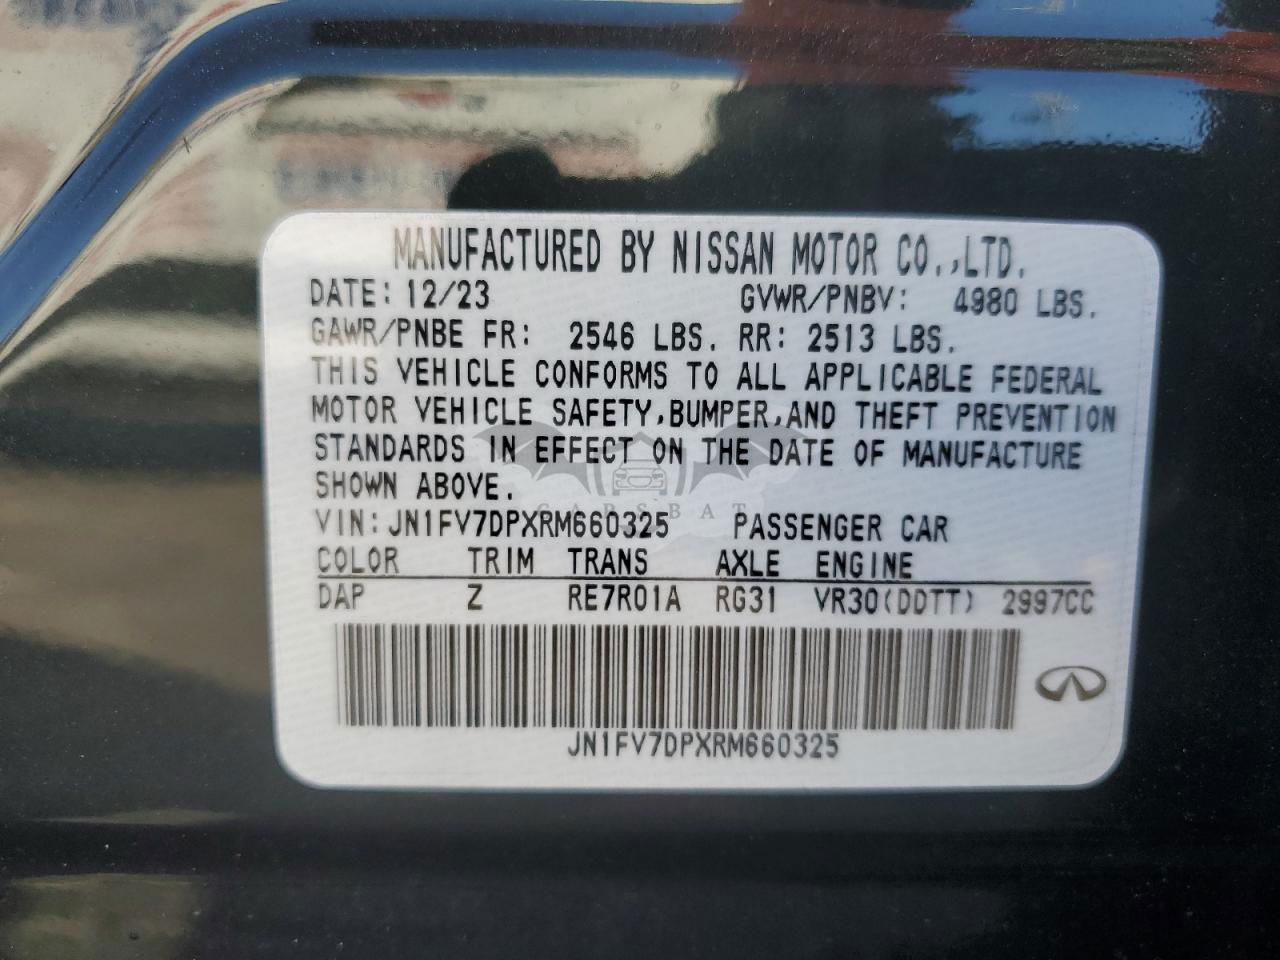 MANUFACTURED BY NISSAN MOTOR CO.,LTD.
DATE: 12/23 GVWR/PNBV: 4980 LBS.
GAWR/PNBE FR: 2546 LBS. RR: 2513 LBS.
THIS VEHICLE CONFORMS TO ALL APPLICABLE FEDERAL
MOTOR VEHICLE SAFETY,BUMPER,AND THEFT PREVENTION
STANDARDS IN EFFECT ON THE DATE OF MANUFACTURE
SHOWN ABOVE.
CARSBAT
VIN: JN1FV7DPXRM660325 PASSENGER CAR
COLOR TRIM TRANS AXLE ENGINE
DAP Z RE7R01A RG31 VR30(DDTT) 2997CC
JN1FV7DPXRM660325